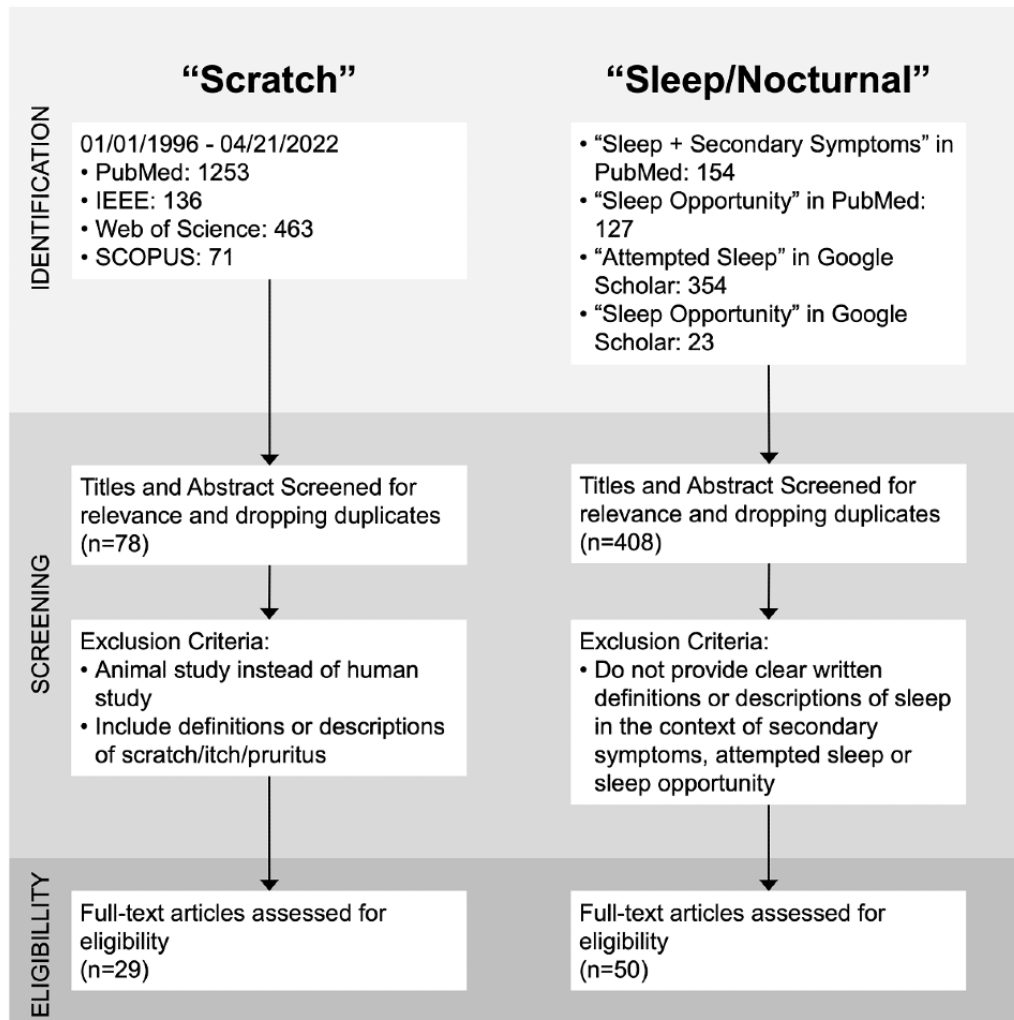 “Scratch”
01/01/1996 - 04/21/2022
• PubMed: 1253
• IEEE: 136
• Web of Science: 463
• SCOPUS: 71
“Sleep/Nocturnal”
• “Sleep + Secondary Symptoms” in
PubMed: 154
• “Sleep Opportunity” in PubMed:
127
• “Attempted Sleep” in Google
Scholar: 354
• “Sleep Opportunity” in Google
Scholar: 23
IDENTIFICATION
Titles and Abstract Screened for
relevance and dropping duplicates
(n=78)
Titles and Abstract Screened for
relevance and dropping duplicates
(n=408)
SCREENING
Exclusion Criteria:
• Animal study instead of human
study
• Include definitions or descriptions
of scratch/itch/pruritus
Exclusion Criteria:
• Do not provide clear written
definitions or descriptions of sleep
in the context of secondary
symptoms, attempted sleep or
sleep opportunity
ELIGIBILLITY
Full-text articles assessed for
eligibility
(n=29)
Full-text articles assessed for
eligibility
(n=50)